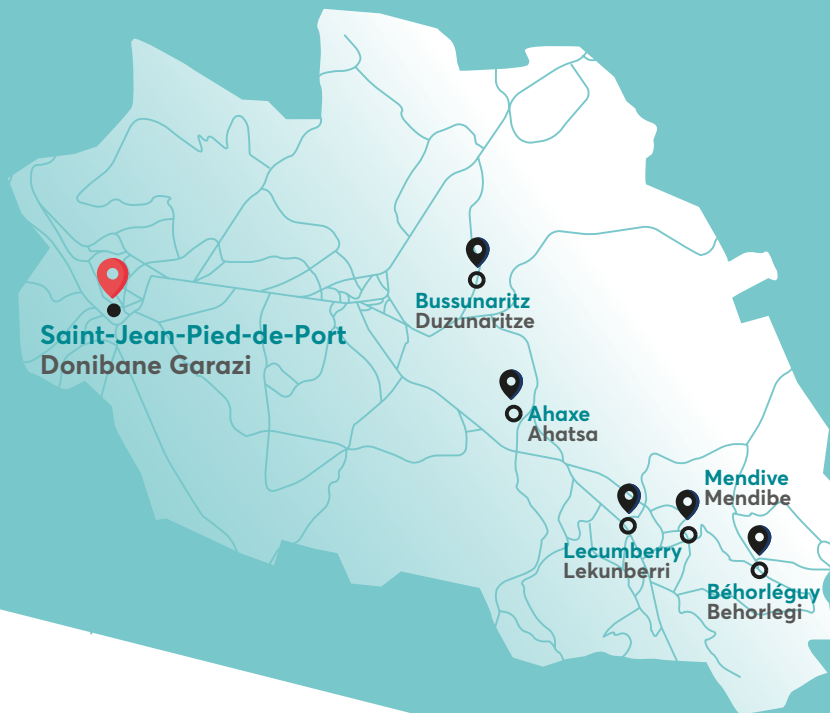 Bussunaritz
Duzunaritze
Saint-Jean-Pied-de-Port
Donibane Garazi
Ahaxe
Ahatsa
Mendive
Mendibe
Lecumberry
Lekunberri
Béhorléguy
Behorlegi